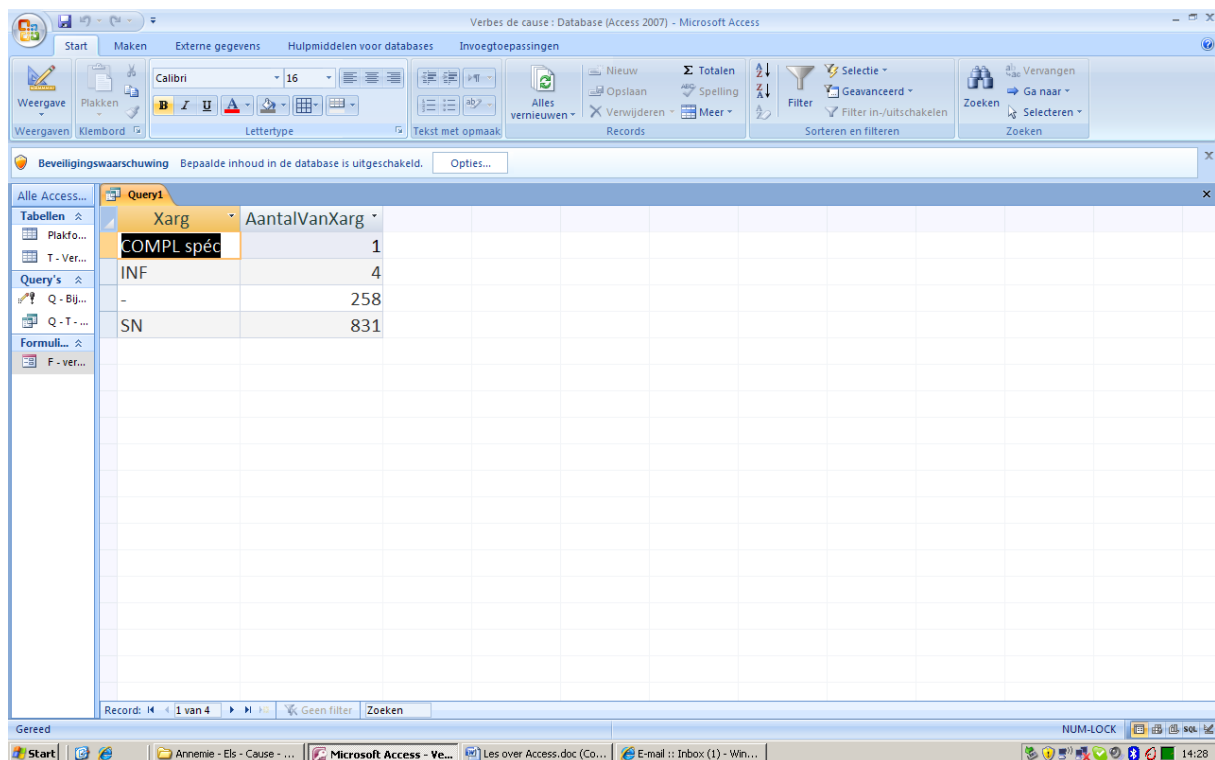 Verbes de cause : Database (Access 2007) - Microsoft Access
Start Maken Externe gegevens Hulpmiddelen voor databases Invoegtoepassingen
Weergave
Weergaven
Plakken
Klembord
Calibri 16
B I U A
Lettertype
Tekst met opmaak
Alles vernieuwen
Nieuw
Opslaan
Verwijderen
Σ Totalen
Spelling
Meer
Records
Filter
Selectie
Geavanceerd
Filter in-/uitschakelen
Sorteren en filteren
Zoeken
Vervangen
Ga naar
Selecteren
Zoeken
Beveiligingswaarschuwing Bepaalde inhoud in de database is uitgeschakeld. Opties...
Alle Access...
Tabellen
Plakfo...
T - Ver...
Query's
Q - Bij...
Q - T - ...
Formuli...
F - ver...
Query1
Xarg AantalVanXarg
COMPL spéc 1
INF 4
- 258
SN 831
Record: 1 van 4 Geen filter Zoeken
Gereed NUM-LOCK SQL
Start Annemie - Els - Cause - ... Microsoft Access - Ve... Les over Access.doc (Co... E-mail :: Inbox (1) - Win... 14:28